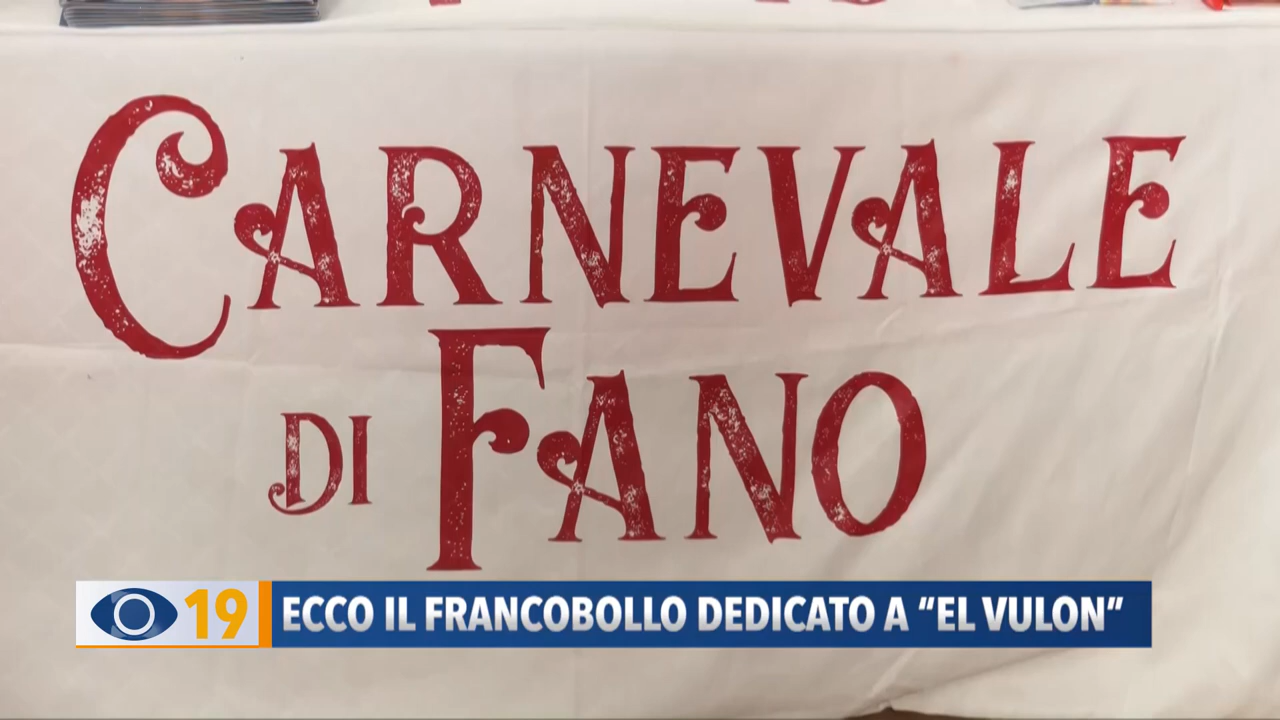 CARNEVALE
DI FANO
19 ECCO IL FRANCOBOLLO DEDICATO A “EL VULON”